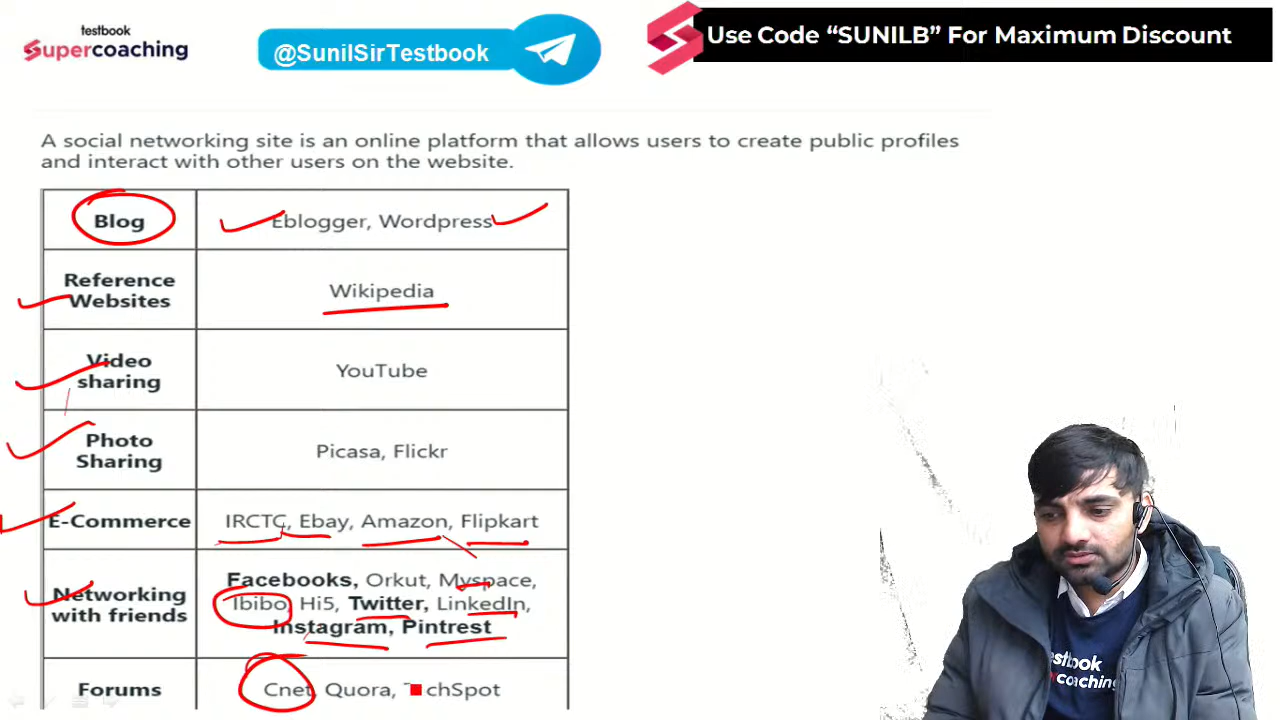 testbook
Supercoaching
@SunilSirTestbook
Use Code “SUNILB” For Maximum Discount
A social networking site is an online platform that allows users to create public profiles
and interact with other users on the website.
Blog
Eblogger, Wordpress
Reference
Websites
Wikipedia
Video
sharing
YouTube
Photo
Sharing
Picasa, Flickr
E-Commerce
IRCTC, Ebay, Amazon, Flipkart
Networking
with friends
Facebooks, Orkut, Myspace,
Ibibo, Hi5, Twitter, LinkedIn,
Instagram, Pintrest
Forums
Cnet, Quora, chSpot
testbook
percoaching